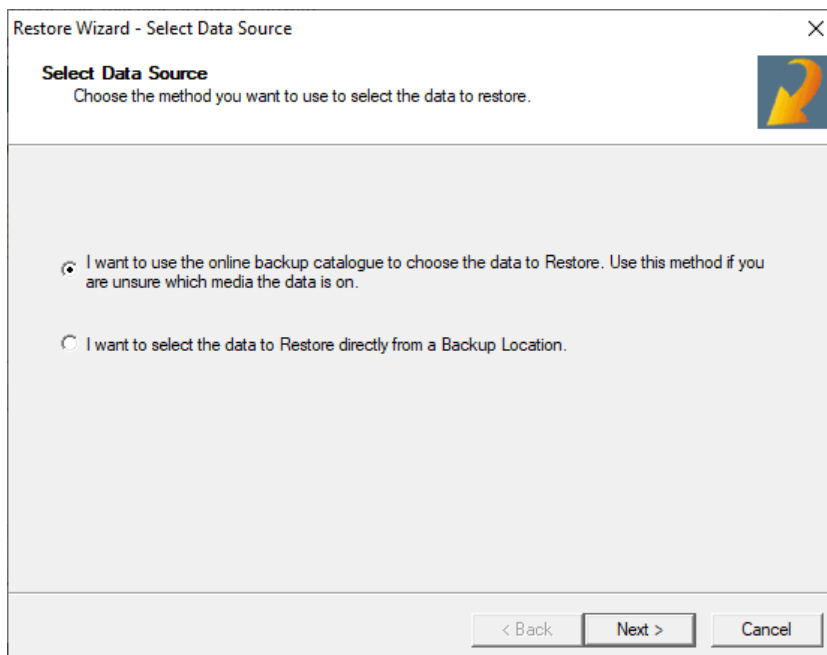 Restore Wizard - Select Data Source
Select Data Source
Choose the method you want to use to select the data to restore.
I want to use the online backup catalogue to choose the data to Restore. Use this method if you
are unsure which media the data is on.
I want to select the data to Restore directly from a Backup Location.
< Back
Next >
Cancel